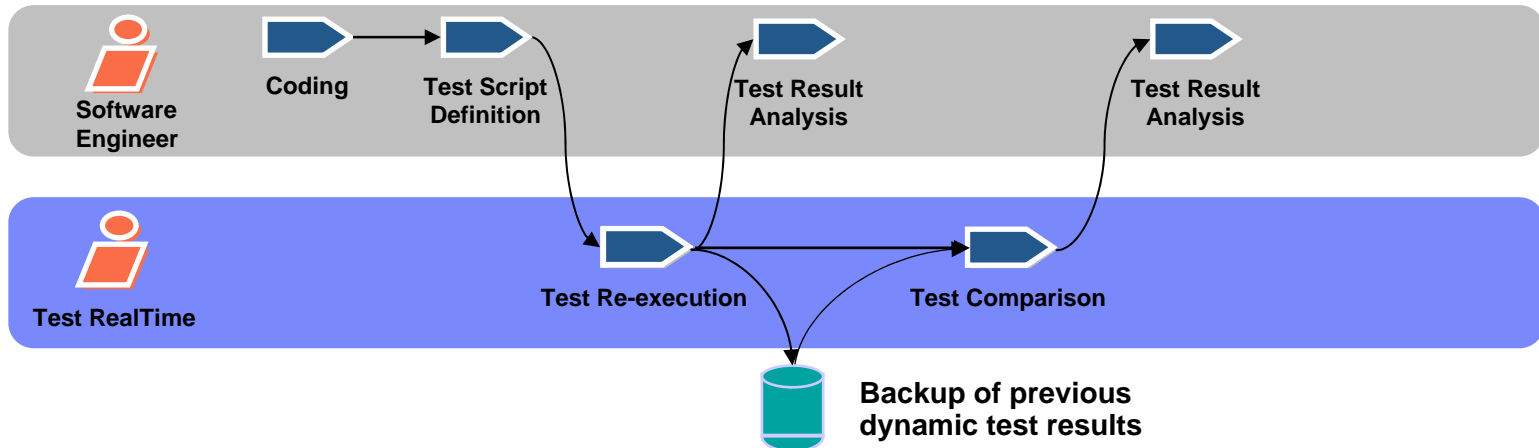 Software
Engineer
Coding
Test Script
Definition
Test Result
Analysis
Test Result
Analysis
Test RealTime
Test Re-execution
Test Comparison
Backup of previous
dynamic test results